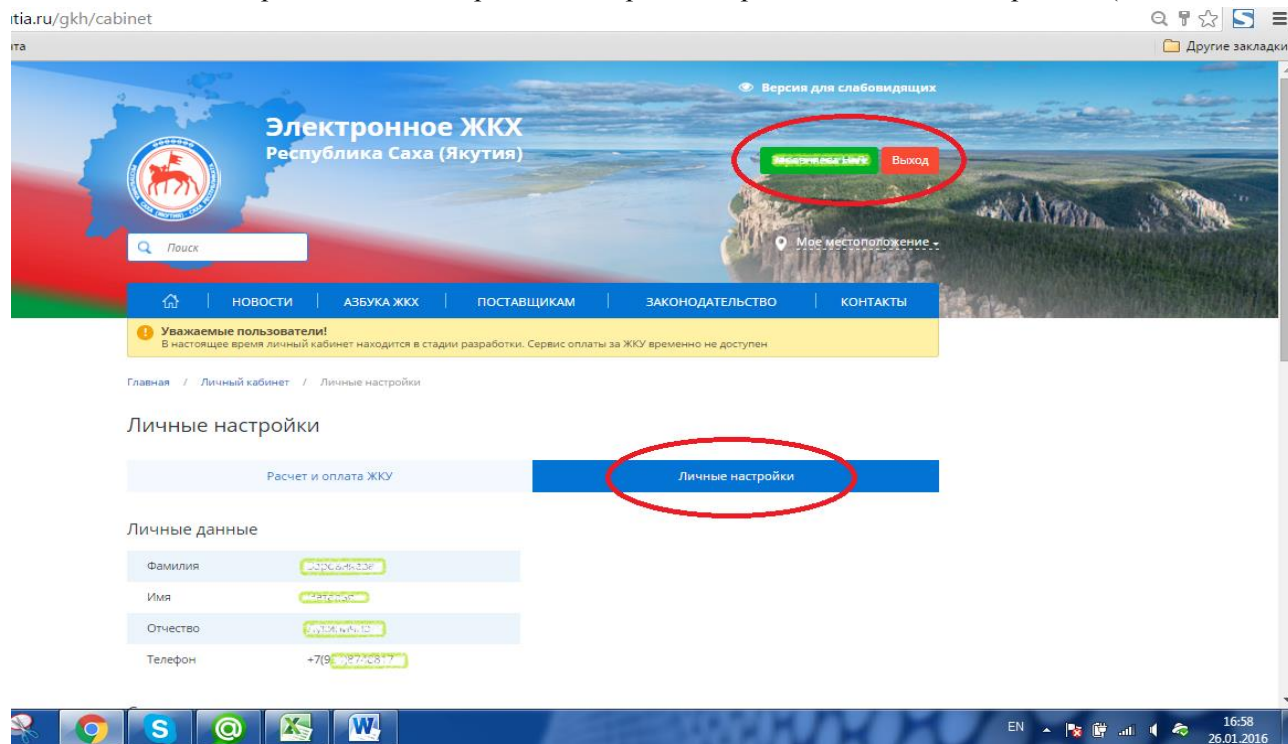 tia.ru/gkh/cabinet
та
Другие закладки
Версия для слабовидящих
Электронное ЖКХ
Республика Саха (Якутия)
Выход
Поиск
Мое местоположение
НОВОСТИ АЗБУКА ЖКХ ПОСТАВЩИКАМ ЗАКОНОДАТЕЛЬСТВО КОНТАКТЫ
Уважаемые пользователи!
В настоящее время личный кабинет находится в стадии разработки. Сервис оплаты за ЖКУ временно не доступен
Главная / Личный кабинет / Личные настройки
Личные настройки
Расчет и оплата ЖКУ Личные настройки
Личные данные
Фамилия
Имя
Отчество
Телефон +7(9
EN 16:58
26.01.2016